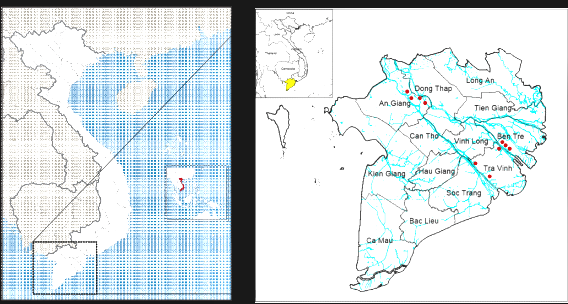 Thailand
Cambodia
Long An
Dong Thap
An Giang
Tien Giang
Can Tho
Vinh Long
Ben Tre
Kien Giang
Hau Giang
Tra Vinh
Soc Trang
Bac Lieu
Ca Mau